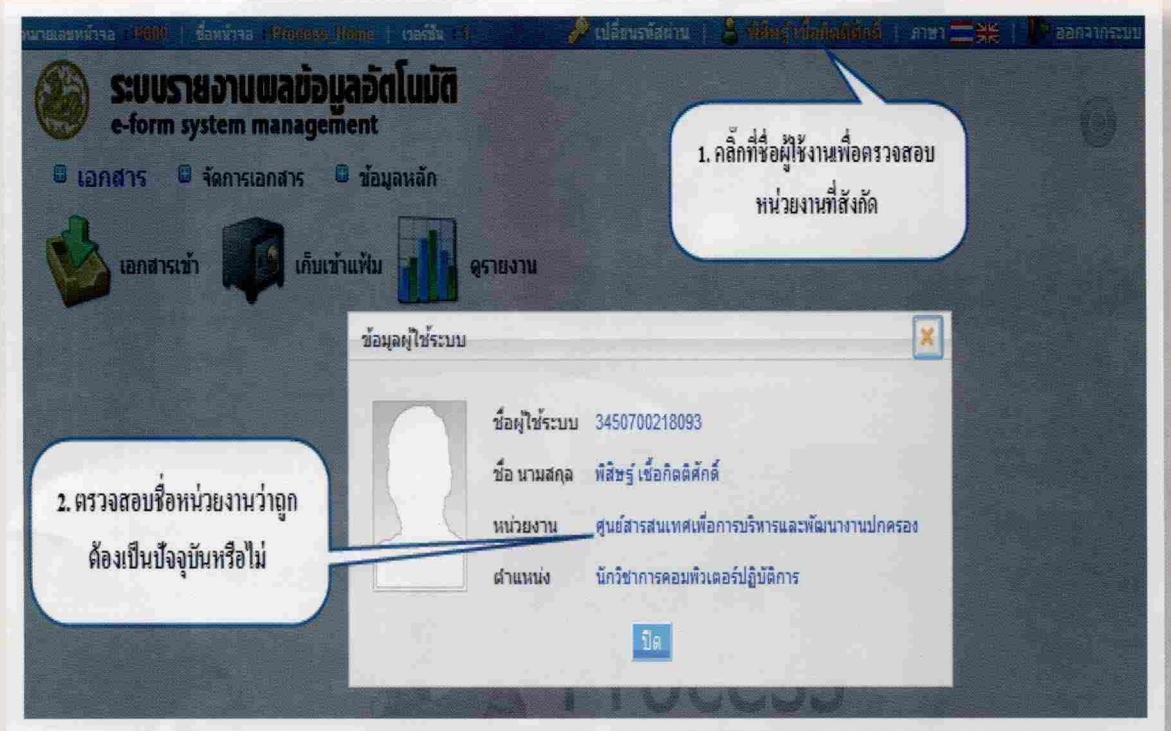 หมายเลขหน้าจอ : P000 | ชื่อหน้าจอ : Process_Home | เวอร์ชั่น : 1. เปลี่ยนรหัสผ่าน | พิสิษฐ์ เชื้อกิตติศักดิ์ | ภาษา | ออกจากระบบ
ระบบรายงานผลข้อมูลอัตโนมัติ
e-form system management
เอกสาร จัดการเอกสาร ข้อมูลหลัก
เอกสารเข้า เก็บเข้าแฟ้ม ดูรายงาน
1. คลิ๊กที่ชื่อผู้ใช้งานเพื่อตรวจสอบ
หน่วยงานที่สังกัด
ข้อมูลผู้ใช้ระบบ
ชื่อผู้ใช้ระบบ 3450700218093
ชื่อ นามสกุล พิสิษฐ์ เชื้อกิตติศักดิ์
หน่วยงาน ศูนย์สารสนเทศเพื่อการบริหารและพัฒนางานปกครอง
ตำแหน่ง นักวิชาการคอมพิวเตอร์ปฏิบัติการ
ปิด
2. ตรวจสอบชื่อหน่วยงานว่าถูก
ต้องเป็นปัจจุบันหรือไม่
Process